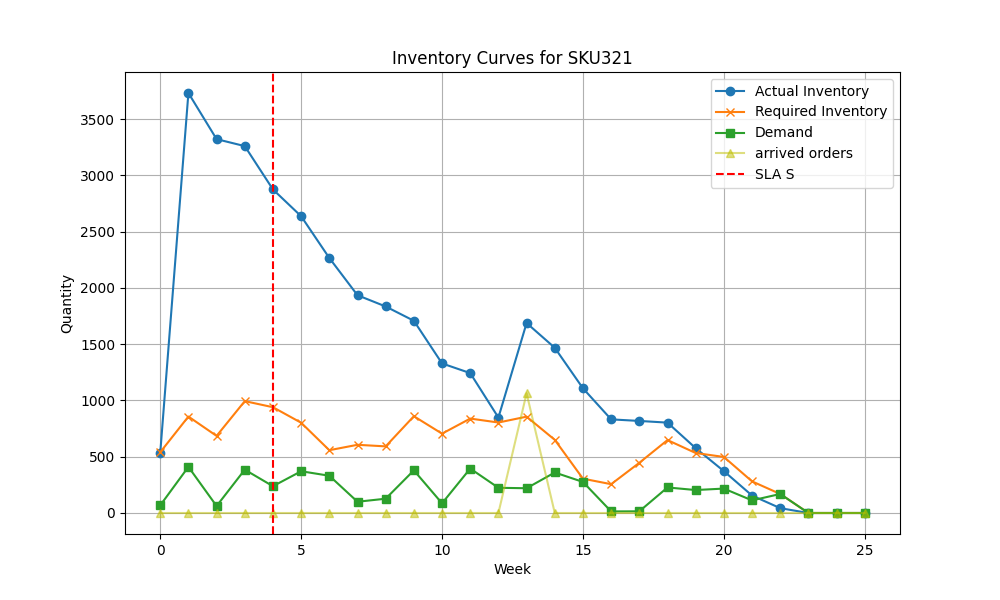 Inventory Curves for SKU321
Actual Inventory
Required Inventory
Demand
arrived orders
SLA S
Quantity
3500
3000
2500
2000
1500
1000
500
0
0 5 10 15 20 25
Week